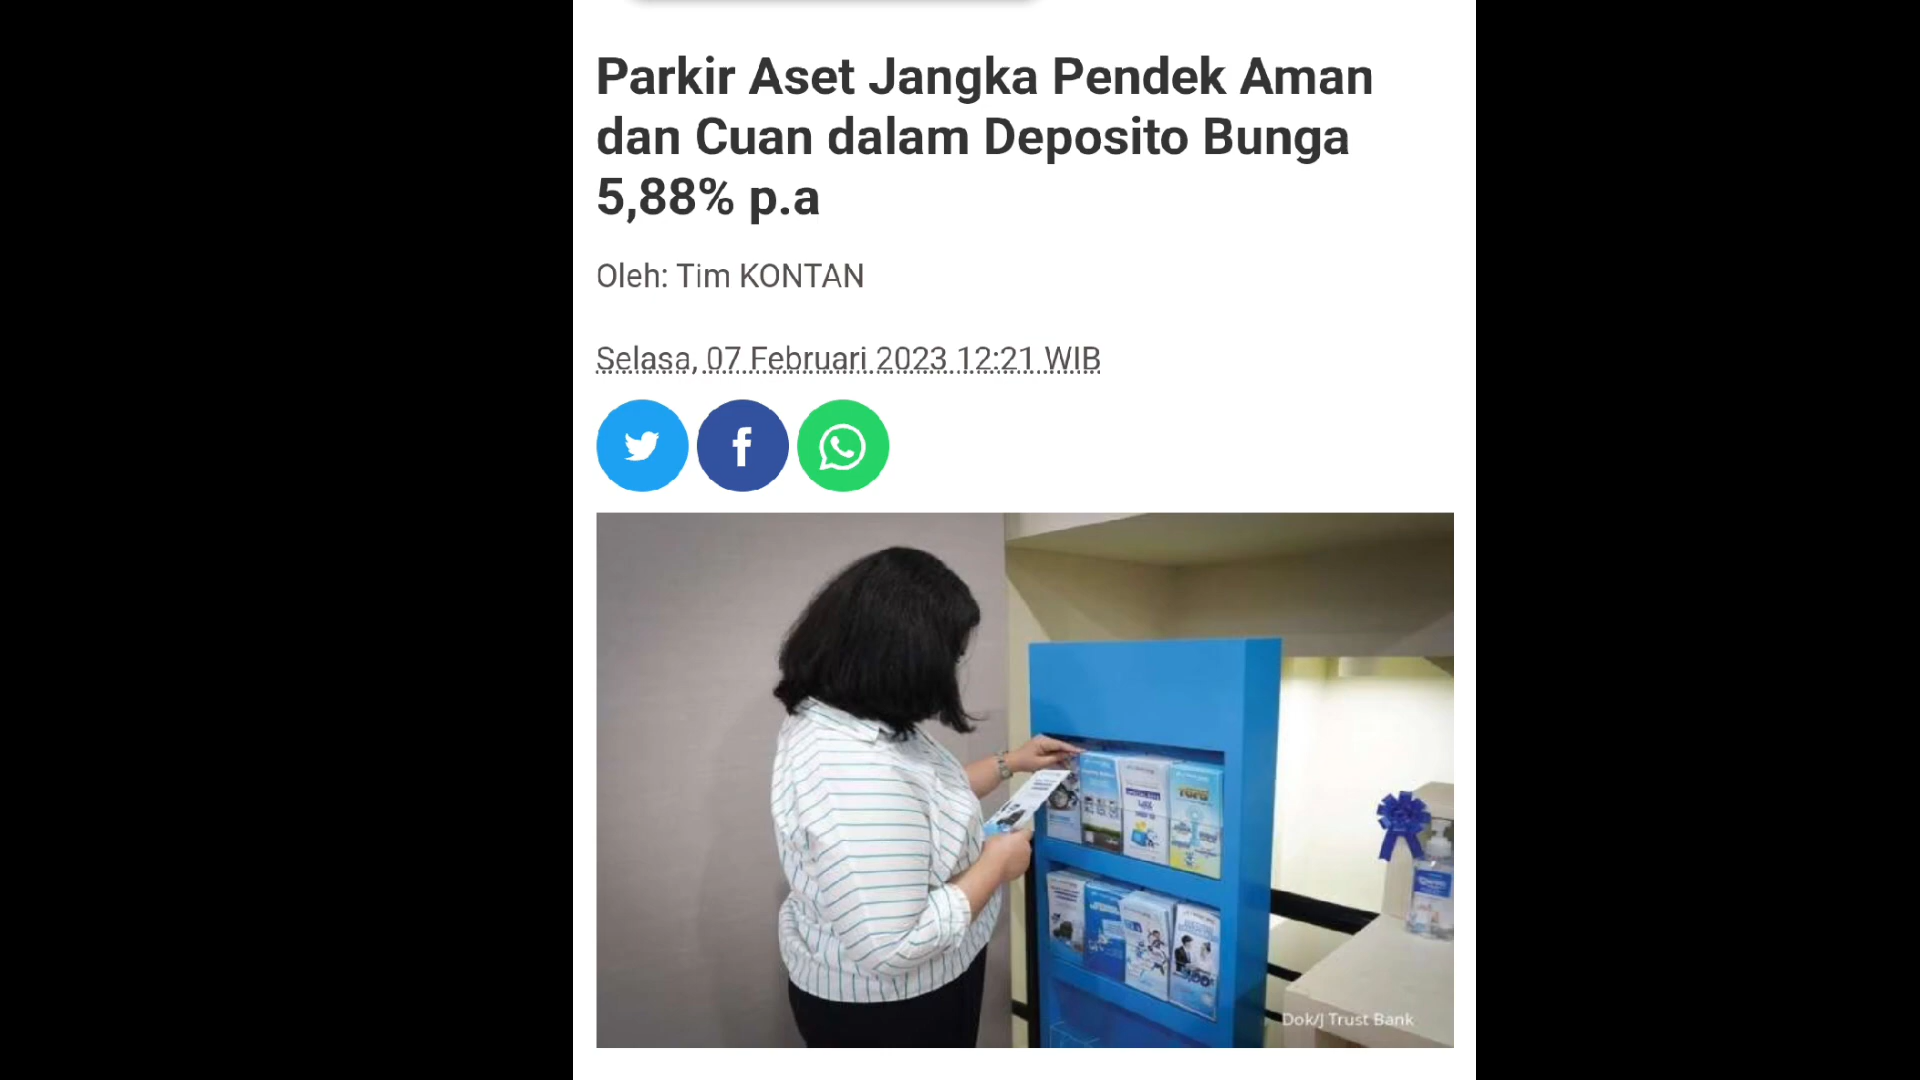 Parkir Aset Jangka Pendek Aman
dan Cuan dalam Deposito Bunga
5,88% p.a
Oleh: Tim KONTAN
Selasa, 07 Februari 2023 12:21 WIB
Dok/J Trust Bank